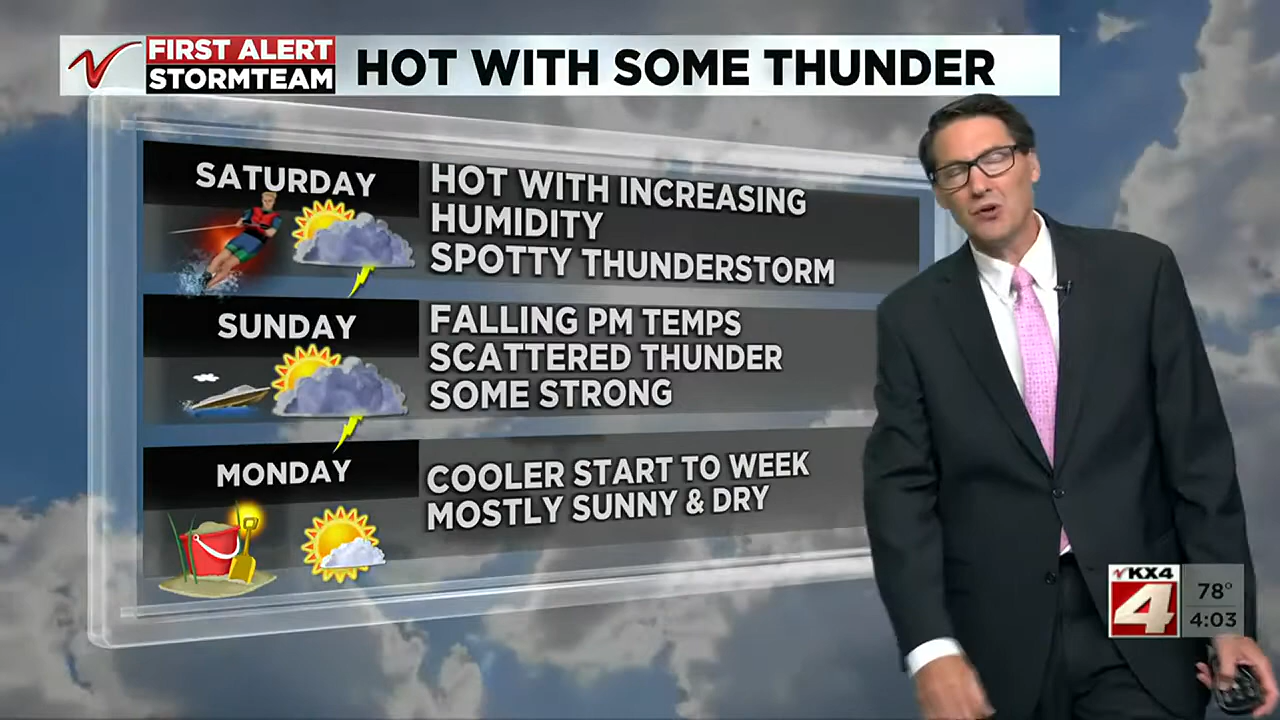 FIRST ALERT
STORMTEAM
HOT WITH SOME THUNDER
SATURDAY
HOT WITH INCREASING
HUMIDITY
SPOTTY THUNDERSTORM
SUNDAY
FALLING PM TEMPS
SCATTERED THUNDER
SOME STRONG
MONDAY
COOLER START TO WEEK
MOSTLY SUNNY & DRY
KX4
4
78°
4:03